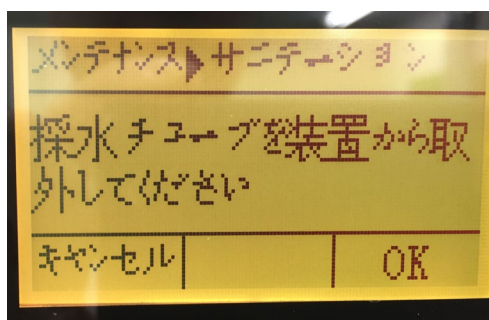 メンテナンス▶サニテーション
採水チューブを装置から取
外してください
キャンセル OK